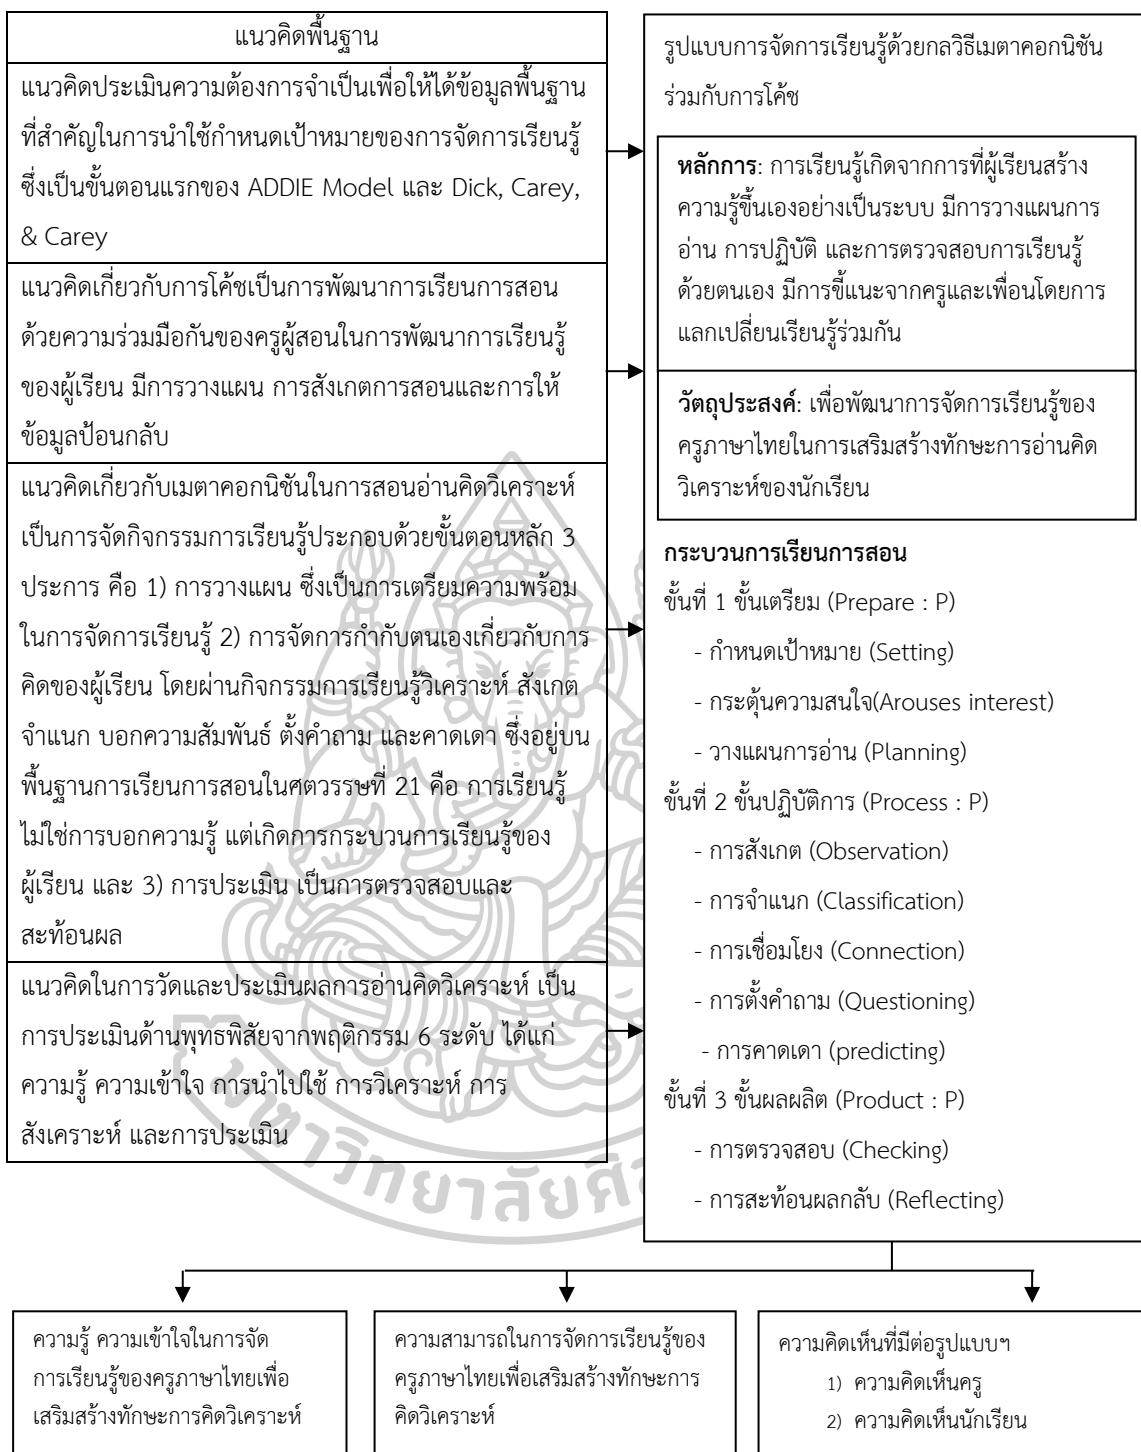 แนวคิดพื้นฐาน
แนวคิดประเมินความต้องการจำเป็นเพื่อให้ได้ข้อมูลพื้นฐาน
ที่สำคัญในการนำใช้กำหนดเป้าหมายของการจัดการเรียนรู้
ซึ่งเป็นขั้นตอนแรกของ ADDIE Model และ Dick, Carey,
& Carey
แนวคิดเกี่ยวกับการโค้ชเป็นการพัฒนาการเรียนการสอน
ด้วยความร่วมมือกันของครูผู้สอนในการพัฒนาการเรียนรู้
ของผู้เรียน มีการวางแผน การสังเกตการสอนและการให้
ข้อมูลป้อนกลับ
แนวคิดเกี่ยวกับเมตาคอกนิชันในการสอนอ่านคิดวิเคราะห์
เป็นการจัดกิจกรรมการเรียนรู้ประกอบด้วยขั้นตอนหลัก 3
ประการ คือ 1) การวางแผน ซึ่งเป็นการเตรียมความพร้อม
ในการจัดการเรียนรู้ 2) การจัดการกำกับตนเองเกี่ยวกับการ
คิดของผู้เรียน โดยผ่านกิจกรรมการเรียนรู้วิเคราะห์ สังเกต
จำแนก บอกความสัมพันธ์ ตั้งคำถาม และคาดเดา ซึ่งอยู่บน
พื้นฐานการเรียนการสอนในศตวรรษที่ 21 คือ การเรียนรู้
ไม่ใช่การบอกความรู้ แต่เกิดการกระบวนการเรียนรู้ของ
ผู้เรียน และ 3) การประเมิน เป็นการตรวจสอบและ
สะท้อนผล
แนวคิดในการวัดและประเมินผลการอ่านคิดวิเคราะห์ เป็น
การประเมินด้านพุทธพิสัยจากพฤติกรรม 6 ระดับ ได้แก่
ความรู้ ความเข้าใจ การนำไปใช้ การวิเคราะห์ การ
สังเคราะห์ และการประเมิน
รูปแบบการจัดการเรียนรู้ด้วยกลวิธีเมตาคอกนิชัน
ร่วมกับการโค้ช
หลักการ: การเรียนรู้เกิดจากการที่ผู้เรียนสร้าง
ความรู้ขึ้นเองอย่างเป็นระบบ มีการวางแผนการ
อ่าน การปฏิบัติ และการตรวจสอบการเรียนรู้
ด้วยตนเอง มีการชี้แนะจากครูและเพื่อนโดยการ
แลกเปลี่ยนเรียนรู้ร่วมกัน
วัตถุประสงค์: เพื่อพัฒนาการจัดการเรียนรู้ของ
ครูภาษาไทยในการเสริมสร้างทักษะการอ่านคิด
วิเคราะห์ของนักเรียน
กระบวนการเรียนการสอน
ขั้นที่ 1 ขั้นเตรียม (Prepare : P)
- กำหนดเป้าหมาย (Setting)
- กระตุ้นความสนใจ(Arouses interest)
- วางแผนการอ่าน (Planning)
ขั้นที่ 2 ขั้นปฏิบัติการ (Process : P)
- การสังเกต (Observation)
- การจำแนก (Classification)
- การเชื่อมโยง (Connection)
- การตั้งคำถาม (Questioning)
- การคาดเดา (predicting)
ขั้นที่ 3 ขั้นผลผลิต (Product : P)
- การตรวจสอบ (Checking)
- การสะท้อนผลกลับ (Reflecting)
ความรู้ ความเข้าใจในการจัด
การเรียนรู้ของครูภาษาไทยเพื่อ
เสริมสร้างทักษะการคิดวิเคราะห์
ความสามารถในการจัดการเรียนรู้ของ
ครูภาษาไทยเพื่อเสริมสร้างทักษะการ
คิดวิเคราะห์
ความคิดเห็นที่มีต่อรูปแบบฯ
1) ความคิดเห็นครู
2) ความคิดเห็นนักเรียน